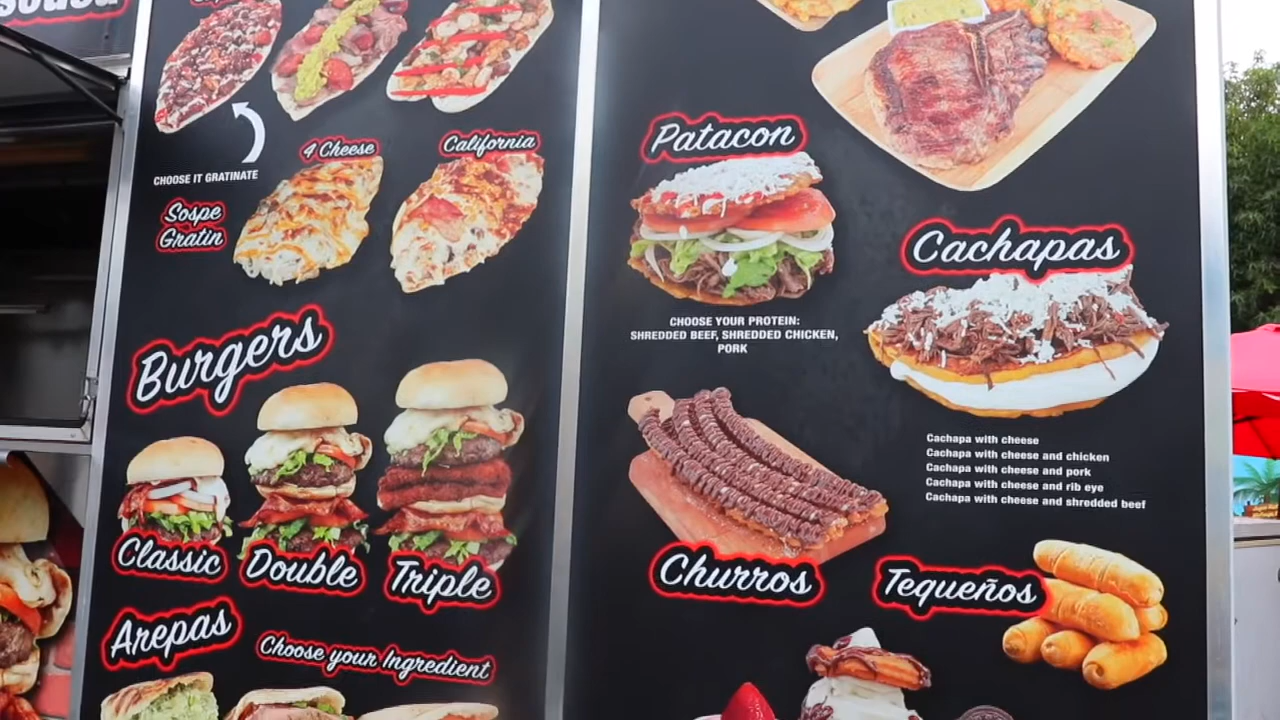 4 Cheese
California
CHOOSE IT GRATINATE
Sospe
Gratin
Burgers
Classic
Double
Triple
Arepas
Choose your Ingredient
Patacon
CHOOSE YOUR PROTEIN:
SHREDDED BEEF, SHREDDED CHICKEN,
PORK
Cachapas
Cachapa with cheese
Cachapa with cheese and chicken
Cachapa with cheese and pork
Cachapa with cheese and rib eye
Cachapa with cheese and shredded beef
Churros
Tequeños